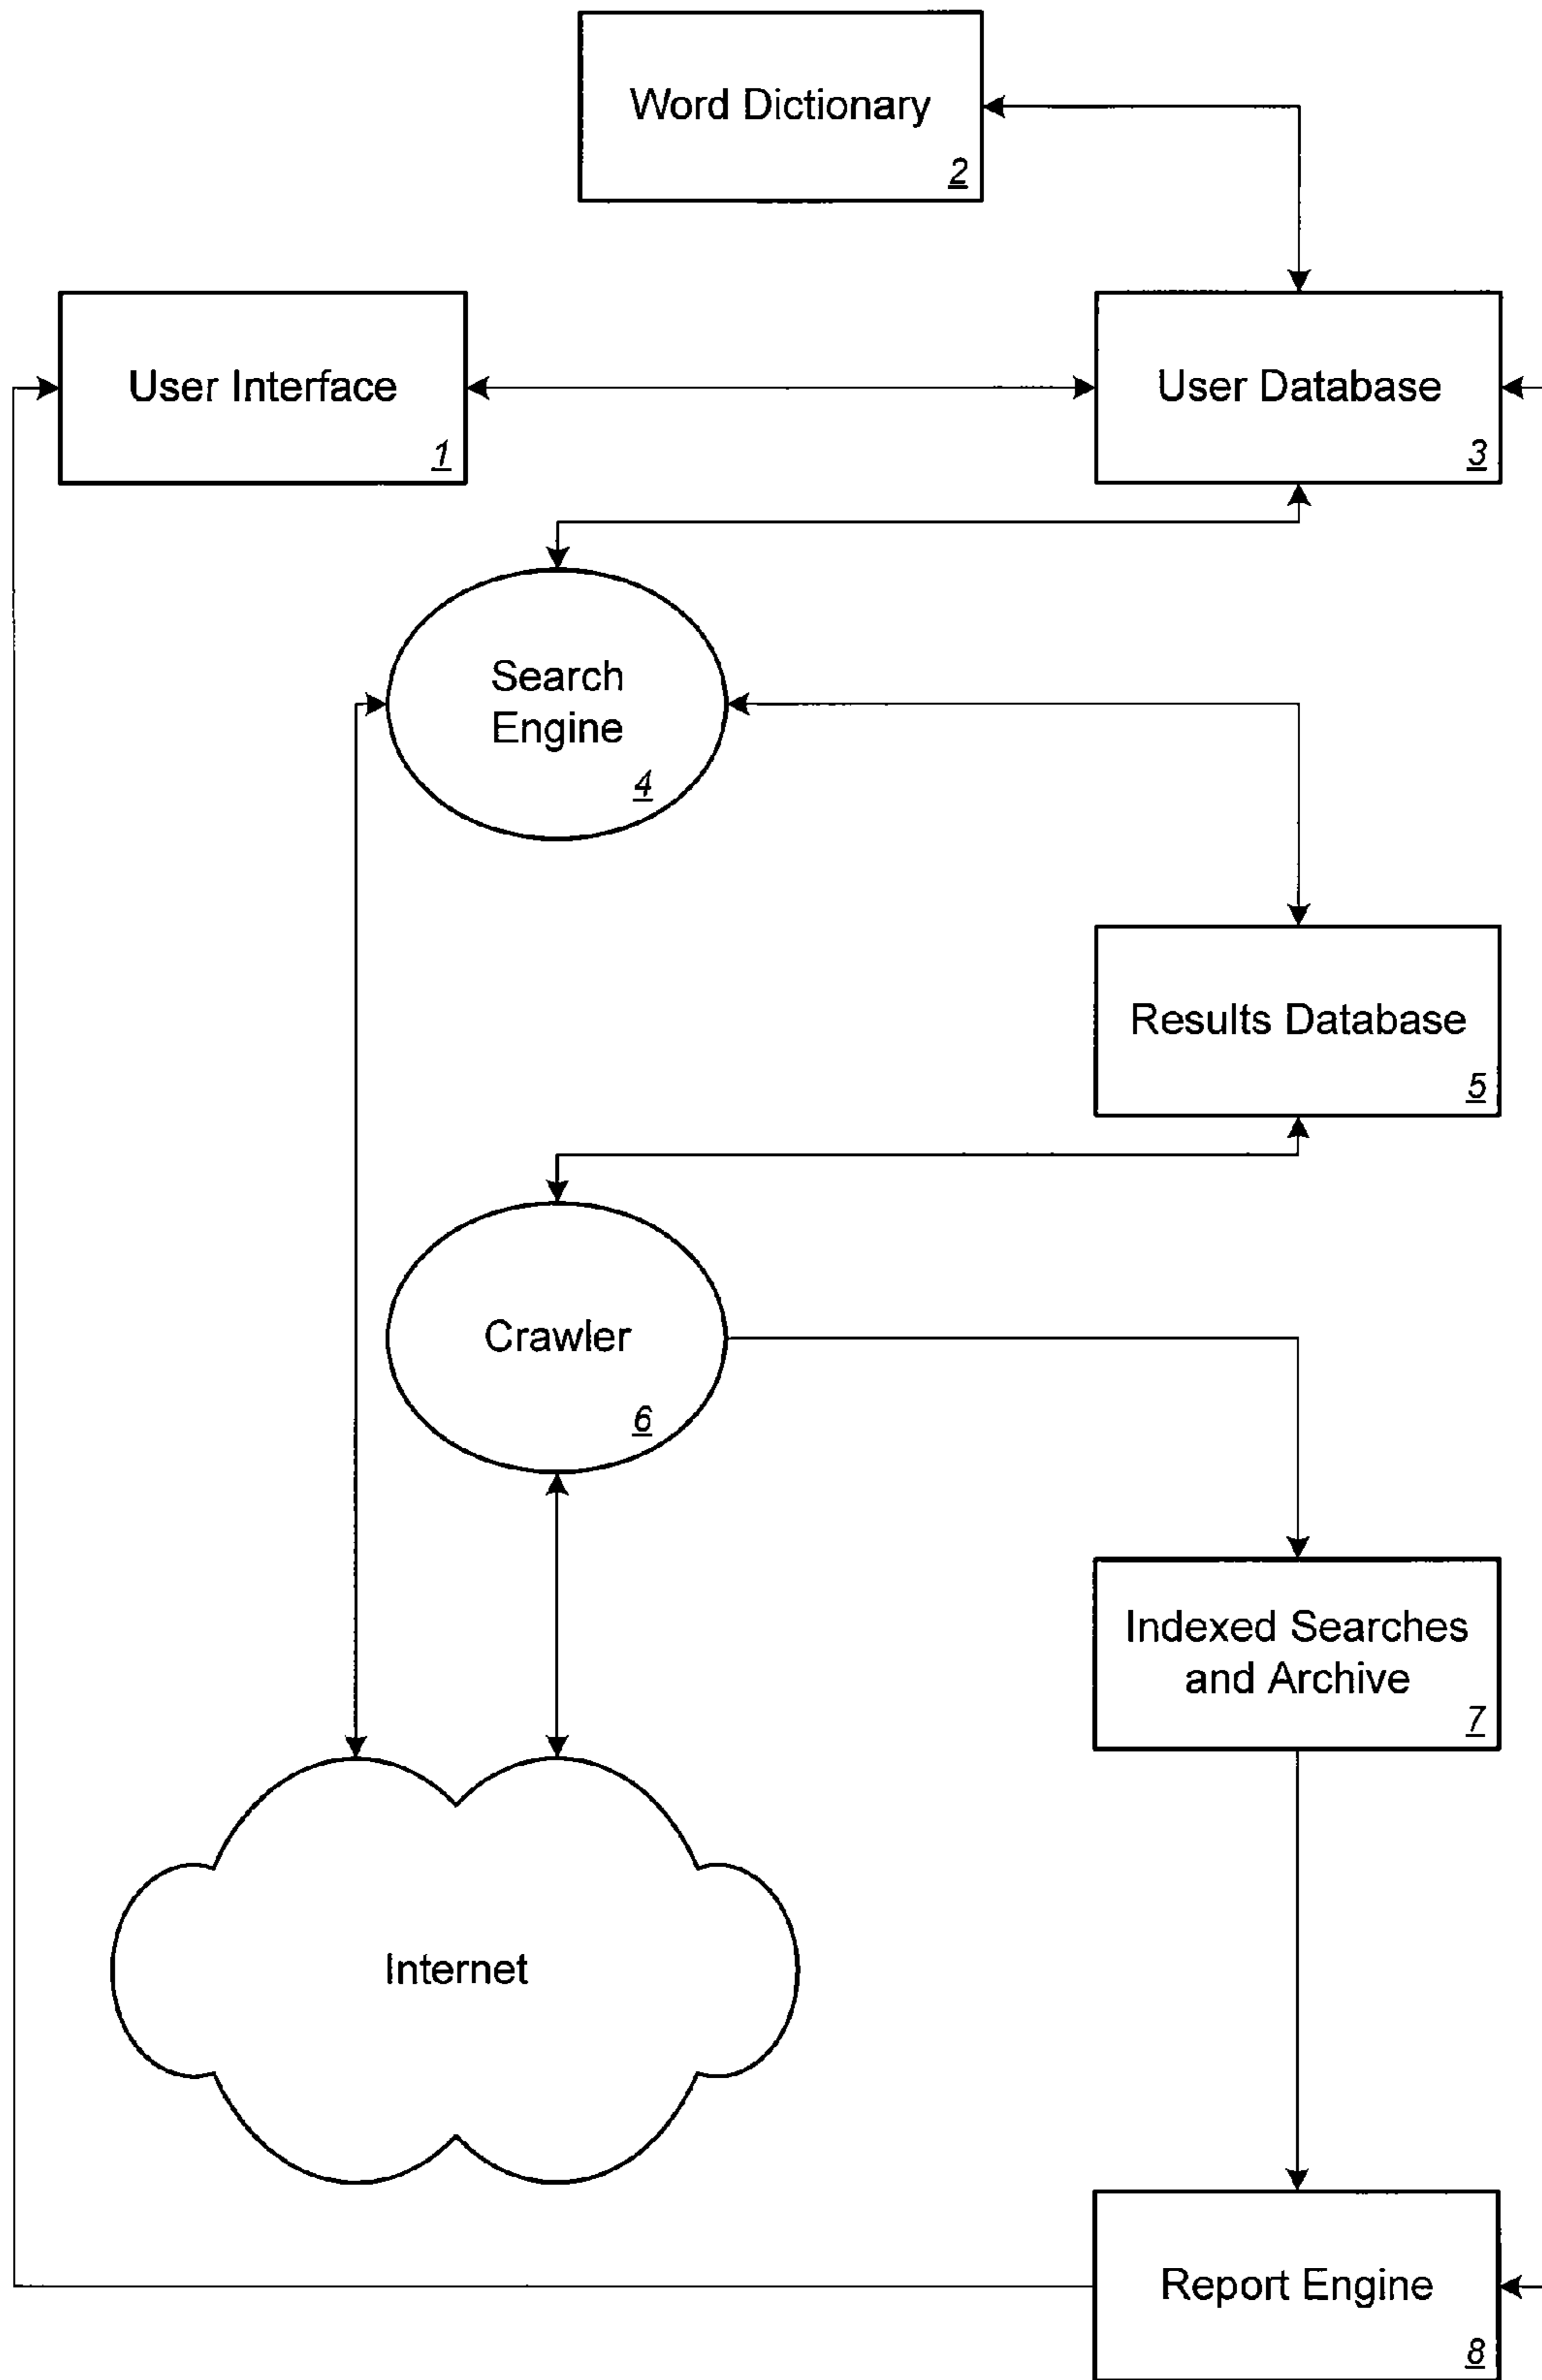 Word Dictionary
2
User Interface
1
User Database
3
Search
Engine
4
Results Database
5
Crawler
6
Indexed Searches
and Archive
7
Internet
Report Engine
8